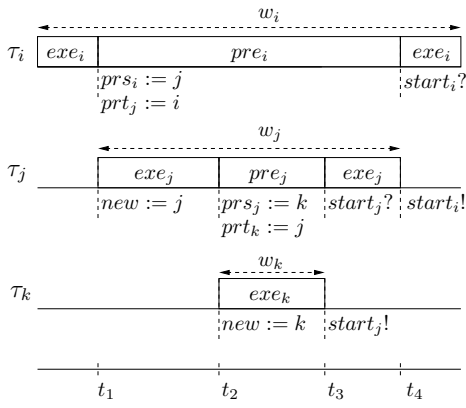 w_i
τ_i exe_i pre_i exe_i
prs_i := j start_i?
prt_j := i
w_j
τ_j exe_j pre_j exe_j
new := j prs_j := k start_j? start_i!
prt_k := j
w_k
τ_k exe_k
new := k start_j!
t_1 t_2 t_3 t_4